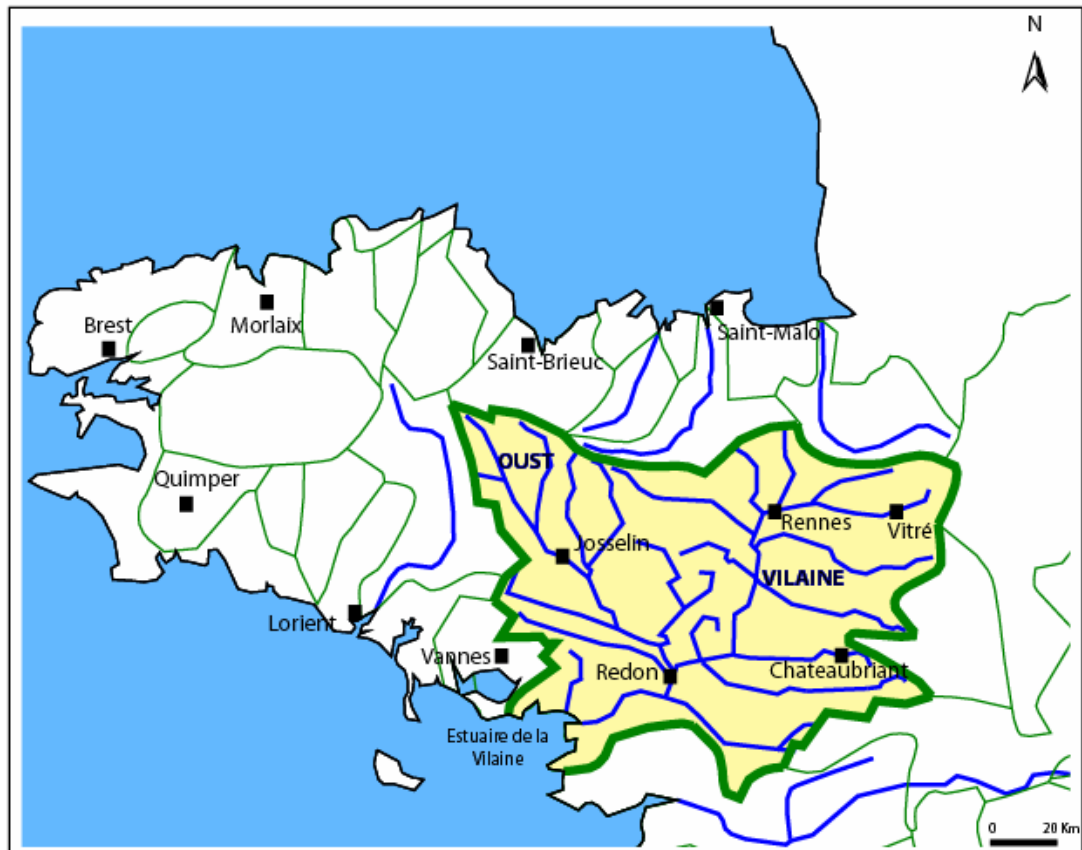 N
Brest
Morlaix
Saint-Brieuc
Saint-Malo
OUST
Quimper
Rennes
Vitré
Josselin
VILAINE
Lorient
Vannes
Redon
Chateaubriant
Estuaire de la
Vilaine
0 20 Km